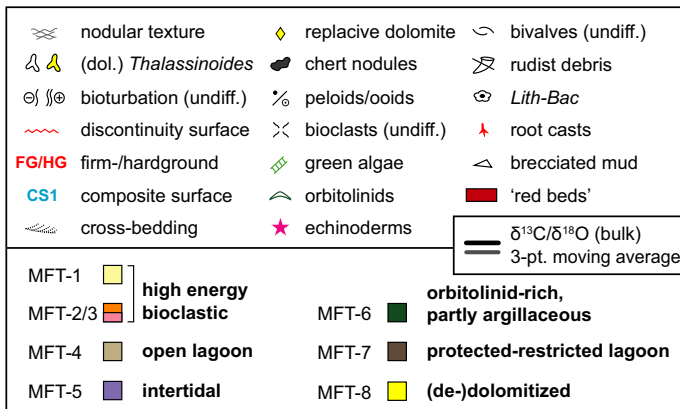 nodular texture replacive dolomite bivalves (undiff.)
(dol.) Thalassinoides chert nodules rudist debris
bioturbation (undiff.) peloids/ooids Lith-Bac
discontinuity surface bioclasts (undiff.) root casts
FG/HG firm-/hardground green algae brecciated mud
CS1 composite surface orbitolinids 'red beds'
cross-bedding echinoderms
δ13C/δ18O (bulk)
3-pt. moving average
MFT-1
MFT-2/3
high energy
bioclastic
MFT-4 open lagoon
MFT-5 intertidal
MFT-6
orbitolinid-rich,
partly argillaceous
MFT-7 protected-restricted lagoon
MFT-8 (de-)dolomitized